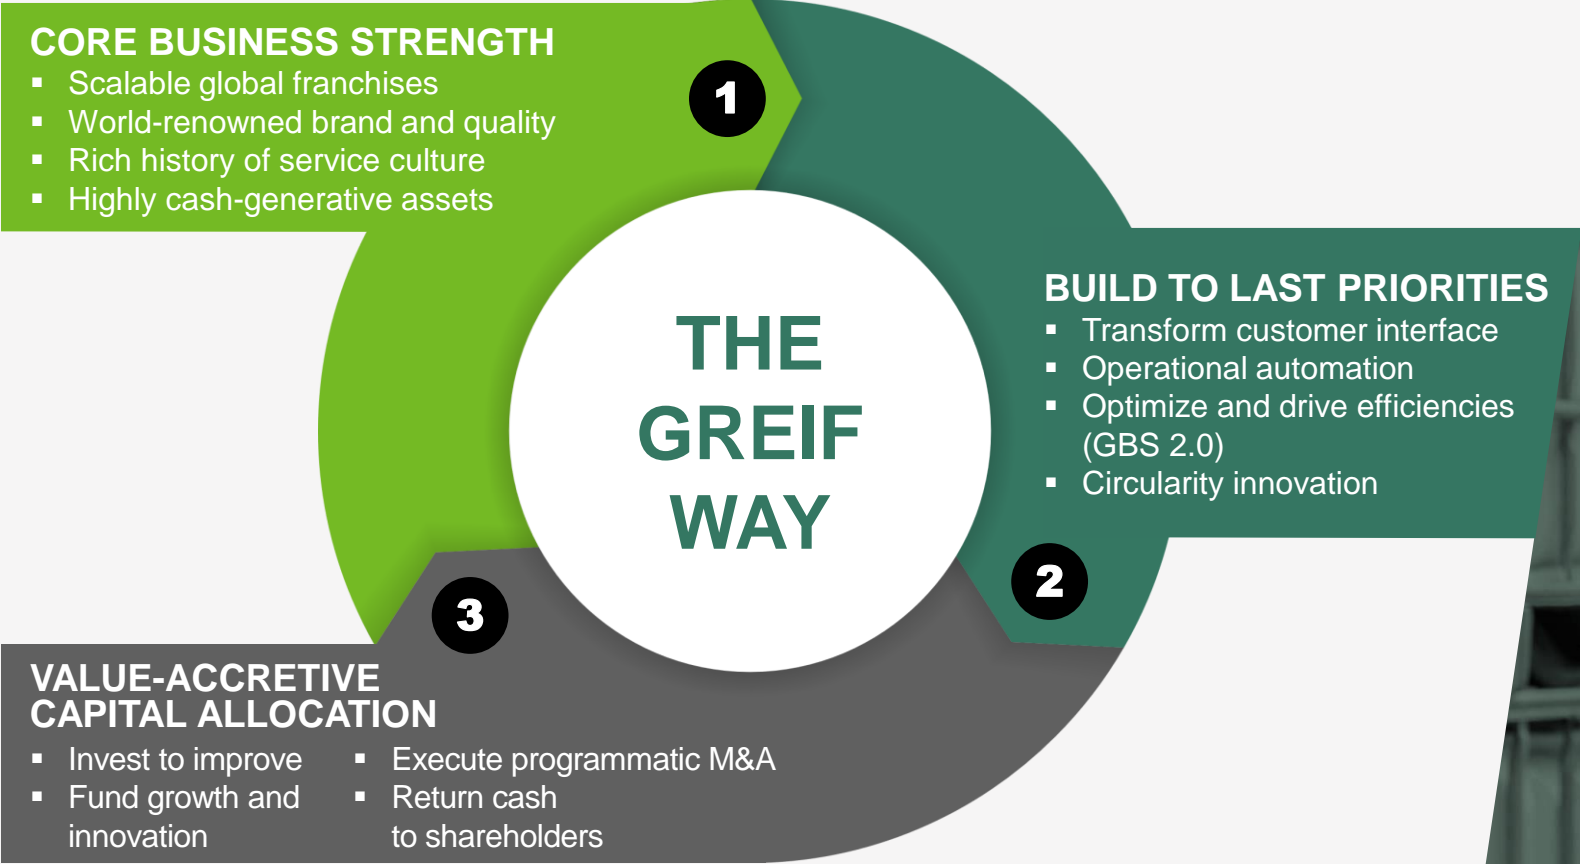 CORE BUSINESS STRENGTH
▪ Scalable global franchises
▪ World-renowned brand and quality
▪ Rich history of service culture
▪ Highly cash-generative assets
1
THE
GREIF
WAY
BUILD TO LAST PRIORITIES
▪ Transform customer interface
▪ Operational automation
▪ Optimize and drive efficiencies
(GBS 2.0)
▪ Circularity innovation
2
3
VALUE-ACCRETIVE
CAPITAL ALLOCATION
▪ Invest to improve
▪ Fund growth and
innovation
▪ Execute programmatic M&A
▪ Return cash
to shareholders